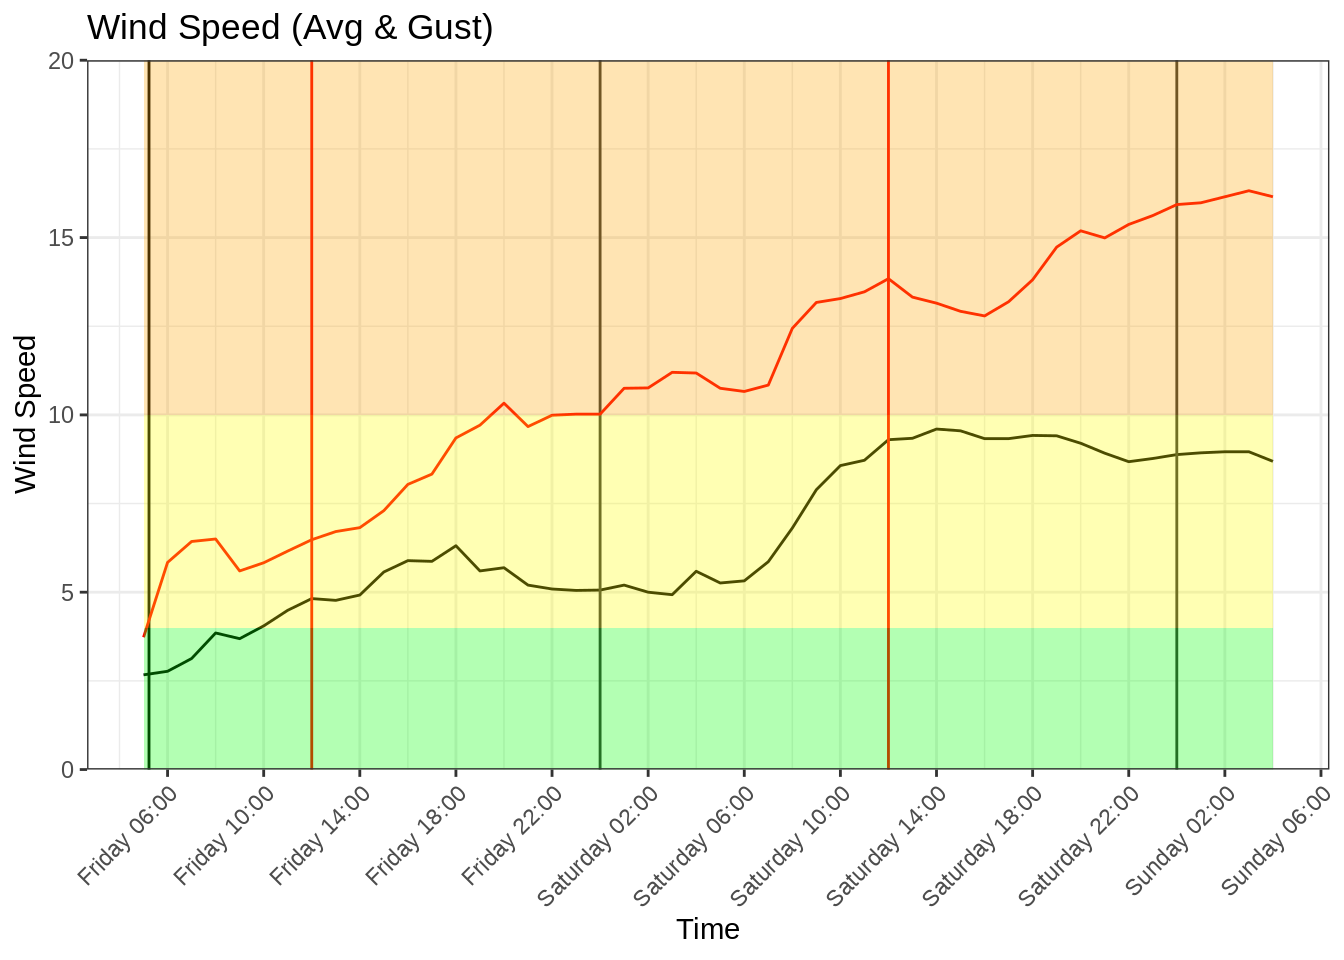 Wind Speed (Avg & Gust)
20
15
10
5
0
Wind Speed
Friday 06:00
Friday 10:00
Friday 14:00
Friday 18:00
Friday 22:00
Saturday 02:00
Saturday 06:00
Saturday 10:00
Saturday 14:00
Saturday 18:00
Saturday 22:00
Sunday 02:00
Sunday 06:00
Time